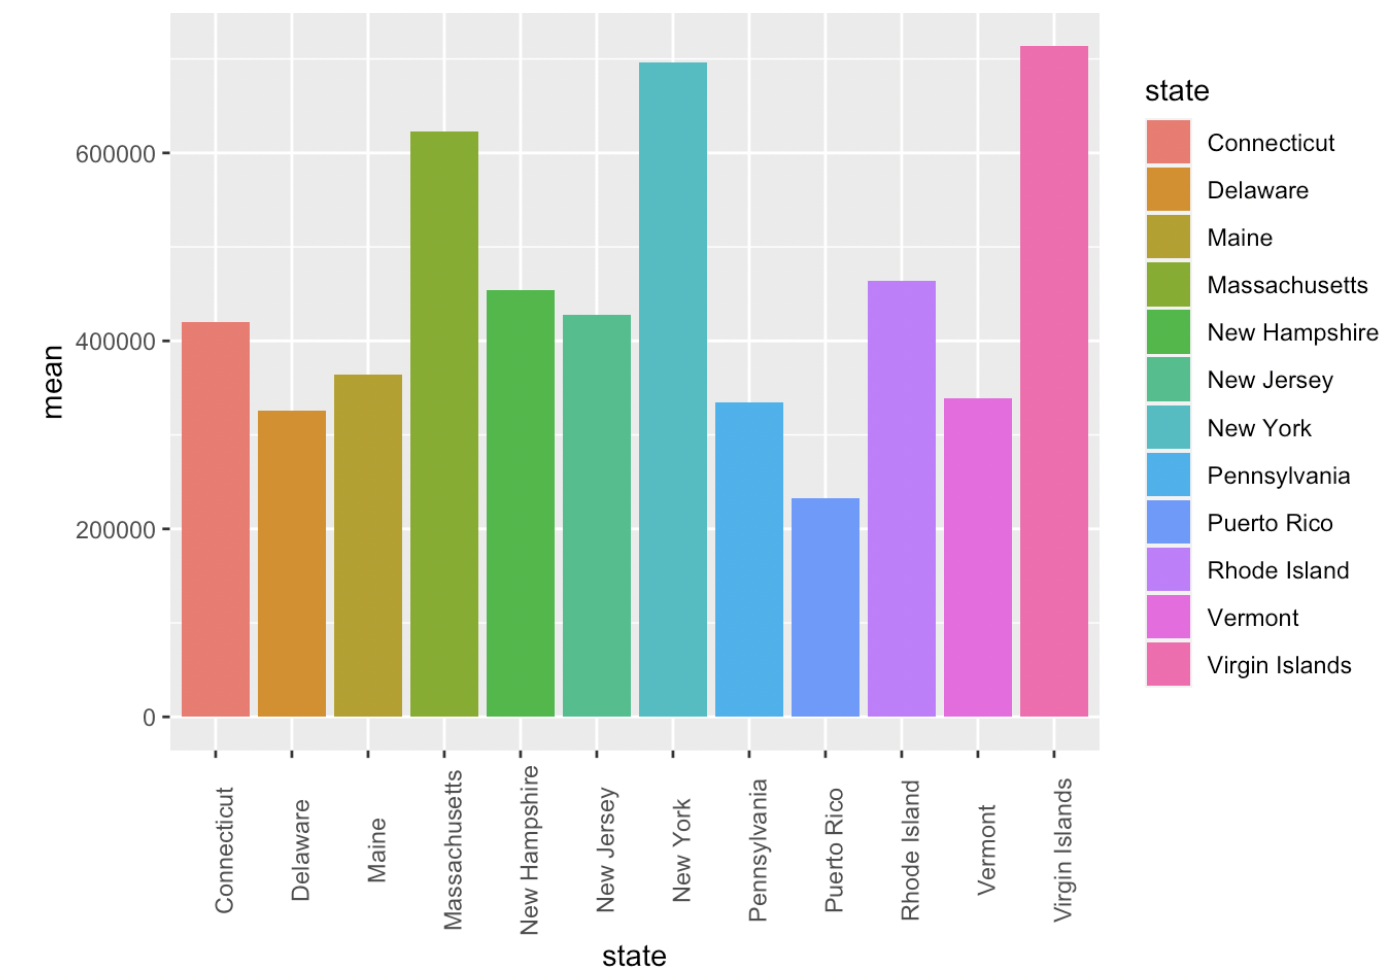 mean
600000
400000
200000
0
Connecticut
Delaware
Maine
Massachusetts
New Hampshire
New Jersey
New York
Pennsylvania
Puerto Rico
Rhode Island
Vermont
Virgin Islands
state
state
Connecticut
Delaware
Maine
Massachusetts
New Hampshire
New Jersey
New York
Pennsylvania
Puerto Rico
Rhode Island
Vermont
Virgin Islands